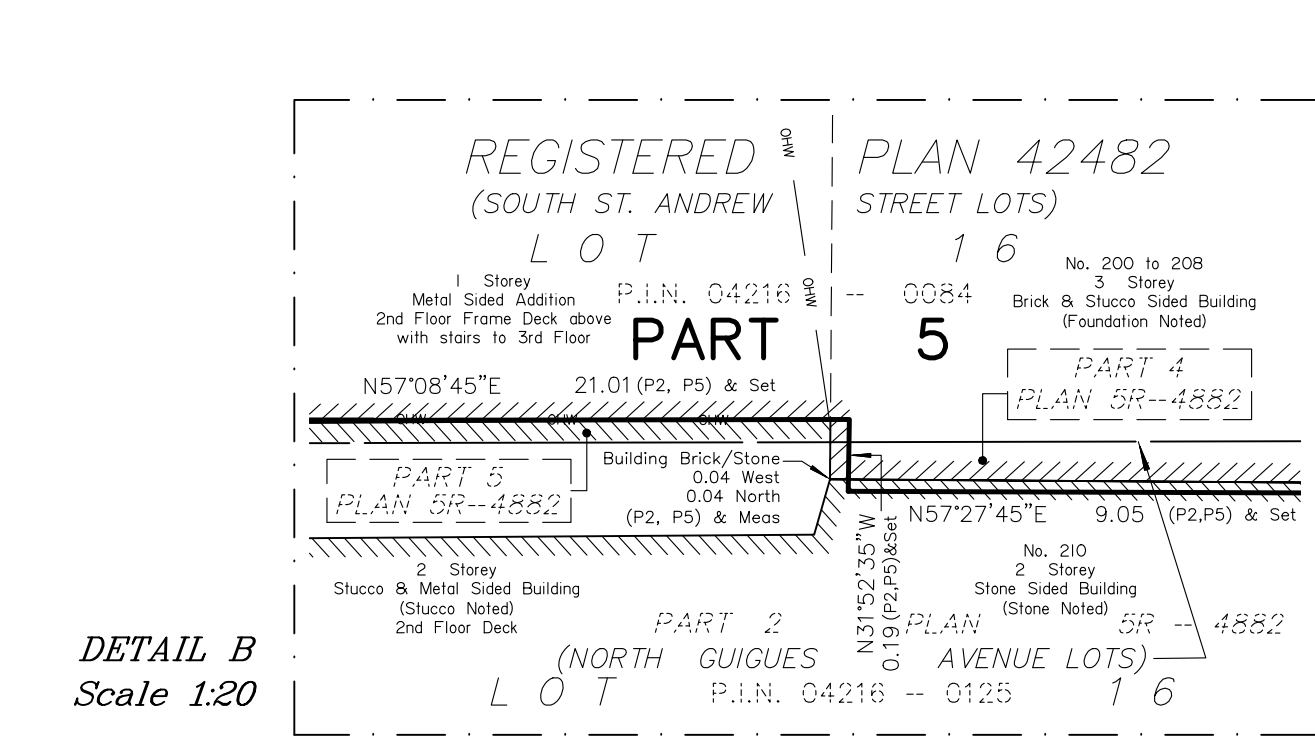 OHW
REGISTERED PLAN 42482
(SOUTH ST. ANDREW STREET LOTS)
L O T 1 6
No. 200 to 208
3 Storey
Brick & Stucco Sided Building
(Foundation Noted)
1 Storey
Metal Sided Addition
2nd Floor Frame Deck above
with stairs to 3rd Floor
P.I.N. 04216 -- 0084
OHW
PART 5
PART 4
PLAN 5R--4882
N57°08'45"E 21.01 (P2, P5) & Set
OHW OHW OHW
PART 5
PLAN 5R--4882
Building Brick/Stone
0.04 West
0.04 North
(P2, P5) & Meas
N31°52'35"W
0.19 (P2,P5)&Set
N57°27'45"E 9.05 (P2,P5) & Set
No. 210
2 Storey
Stone Sided Building
(Stone Noted)
2 Storey
Stucco & Metal Sided Building
(Stucco Noted)
2nd Floor Deck
PART 2 PLAN 5R -- 4882
(NORTH GUIGUES AVENUE LOTS)
L O T P.I.N. 04216 -- 0125 1 6
DETAIL B
Scale 1:20